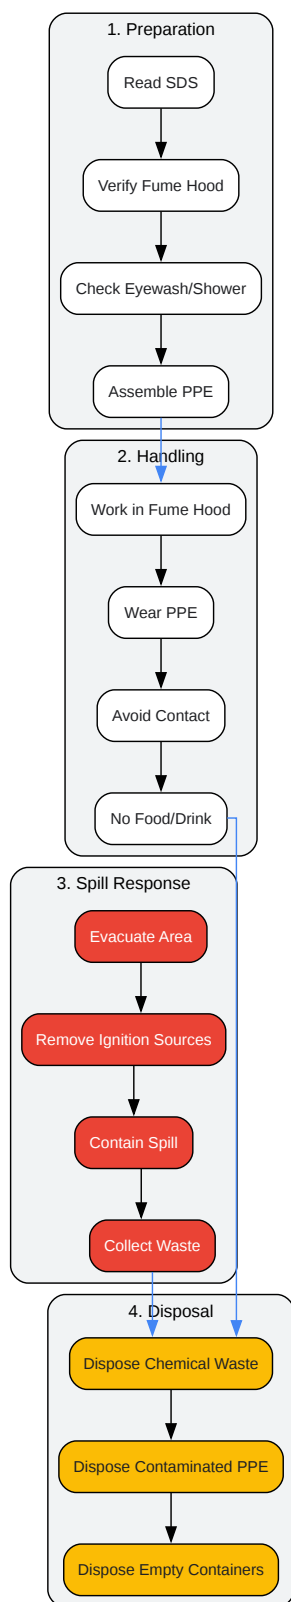 1. Preparation
Read SDS
Verify Fume Hood
Check Eyewash/Shower
Assemble PPE
2. Handling
Work in Fume Hood
Wear PPE
Avoid Contact
No Food/Drink
3. Spill Response
Evacuate Area
Remove Ignition Sources
Contain Spill
Collect Waste
4. Disposal
Dispose Chemical Waste
Dispose Contaminated PPE
Dispose Empty Containers